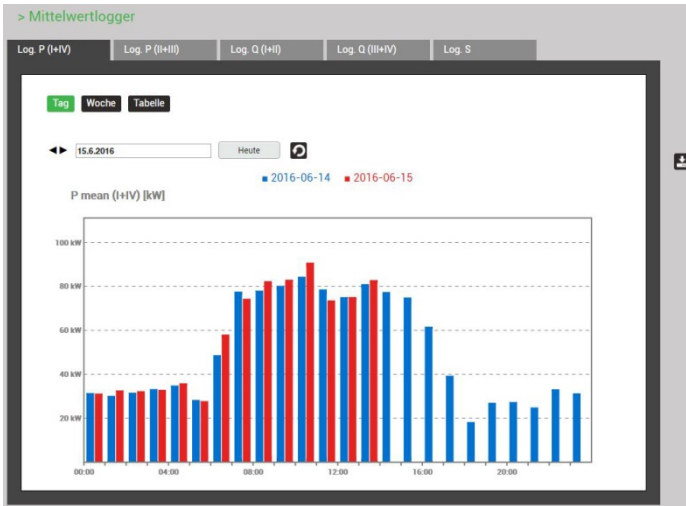 > Mittelwertlogger
Log. P (I+IV) Log. P (II+III) Log. Q (I+II) Log. Q (III+IV) Log. S
Tag Woche Tabelle
15.6.2016 Heute
2016-06-14 2016-06-15
P mean (I+IV) [kW]
100 kW
80 kW
60 kW
40 kW
20 kW
00:00 04:00 08:00 12:00 16:00 20:00